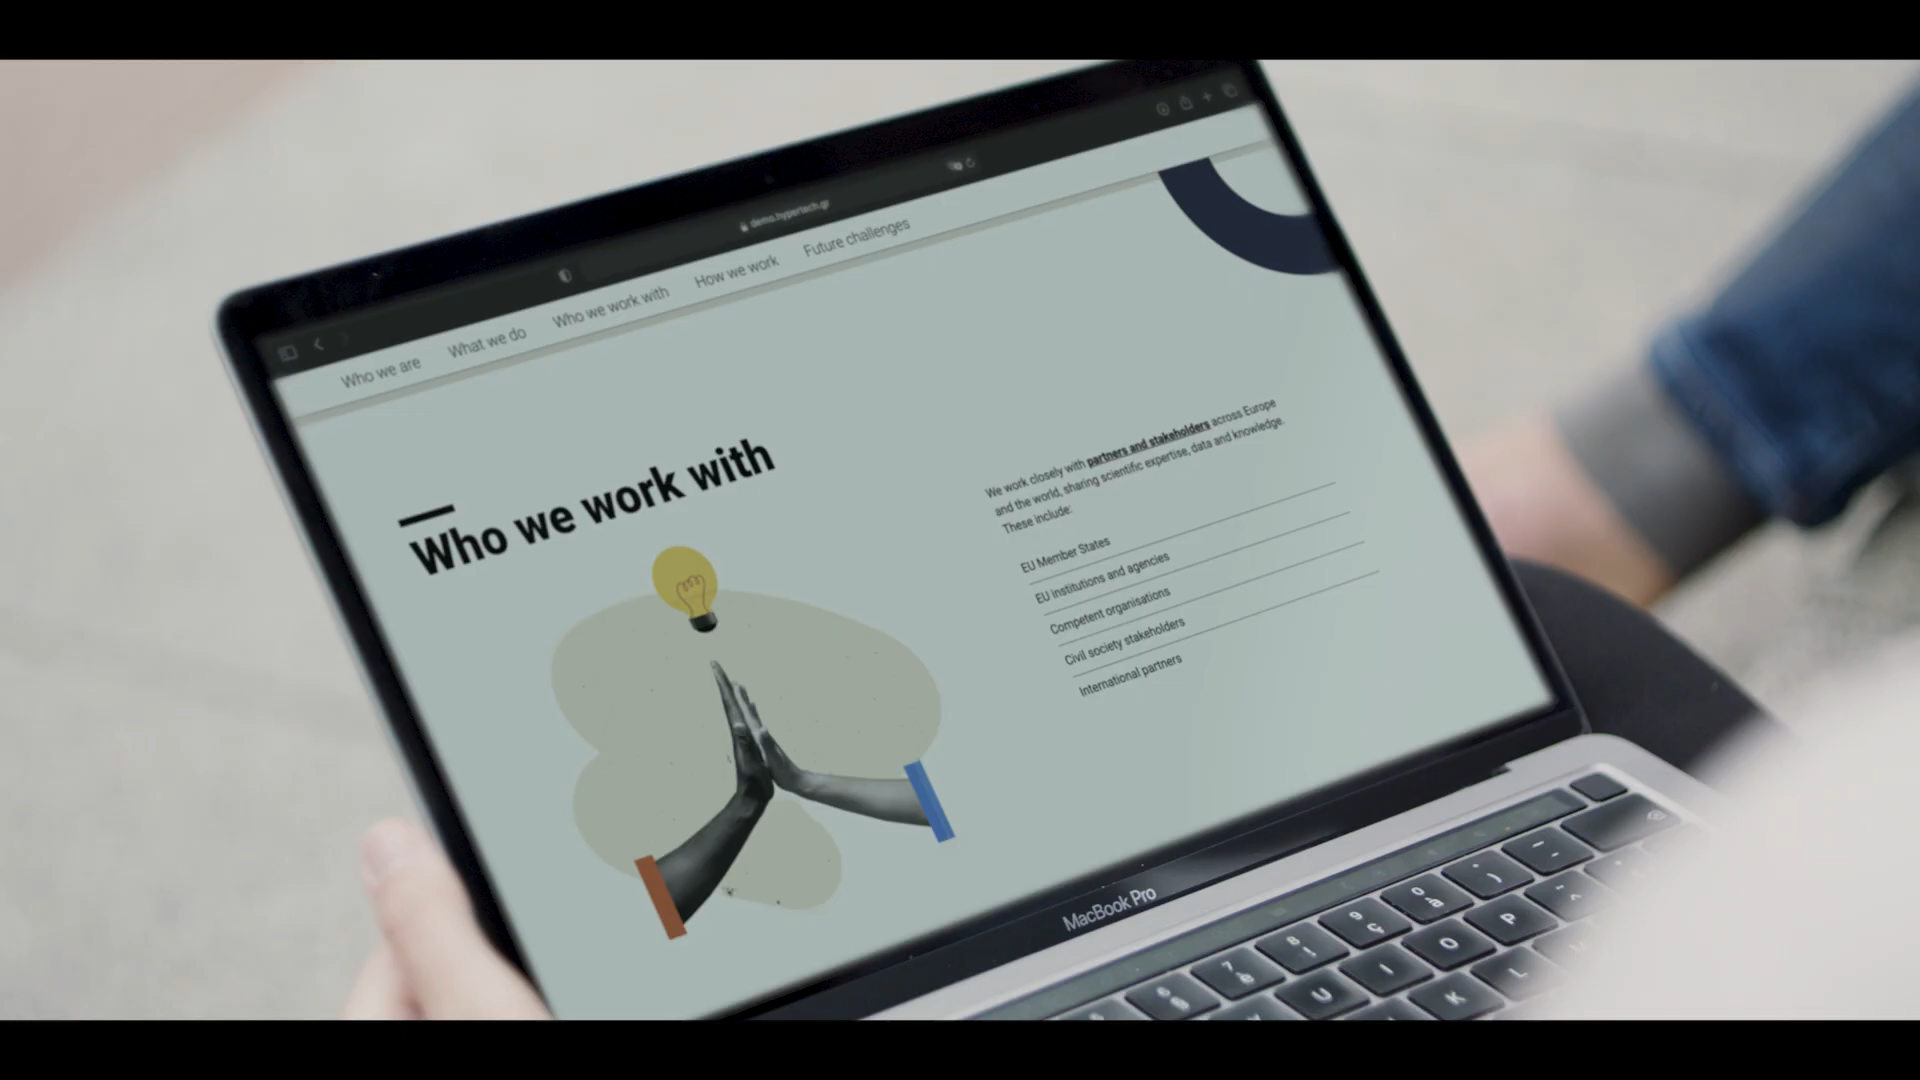 demo.hypertech.gr
Who we are
What we do
Who we work with
How we work
Future challenges
Who we work with
We work closely with partners and stakeholders across Europe
and the world, sharing scientific expertise, data and knowledge.
These include:
EU Member States
EU institutions and agencies
Competent organisations
Civil society stakeholders
International partners
MacBook Pro
7
8
9
U
I
O
P
K
L